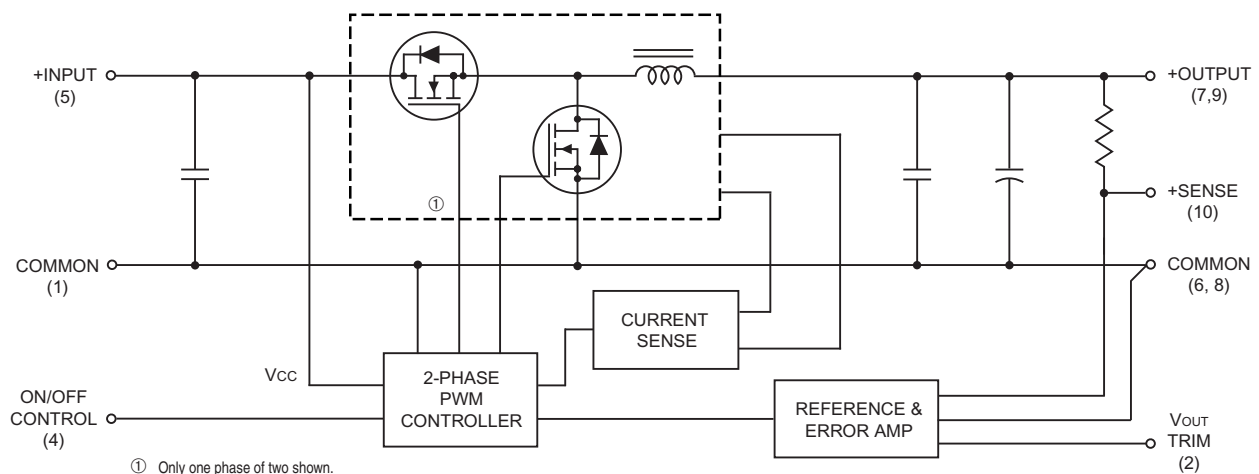 +INPUT
(5)
+OUTPUT
(7,9)
①
+SENSE
(10)
COMMON
(1)
COMMON
(6, 8)
CURRENT
SENSE
VCC
2-PHASE
PWM
CONTROLLER
ON/OFF
CONTROL
(4)
REFERENCE &
ERROR AMP
VOUT
TRIM
(2)
① Only one phase of two shown.